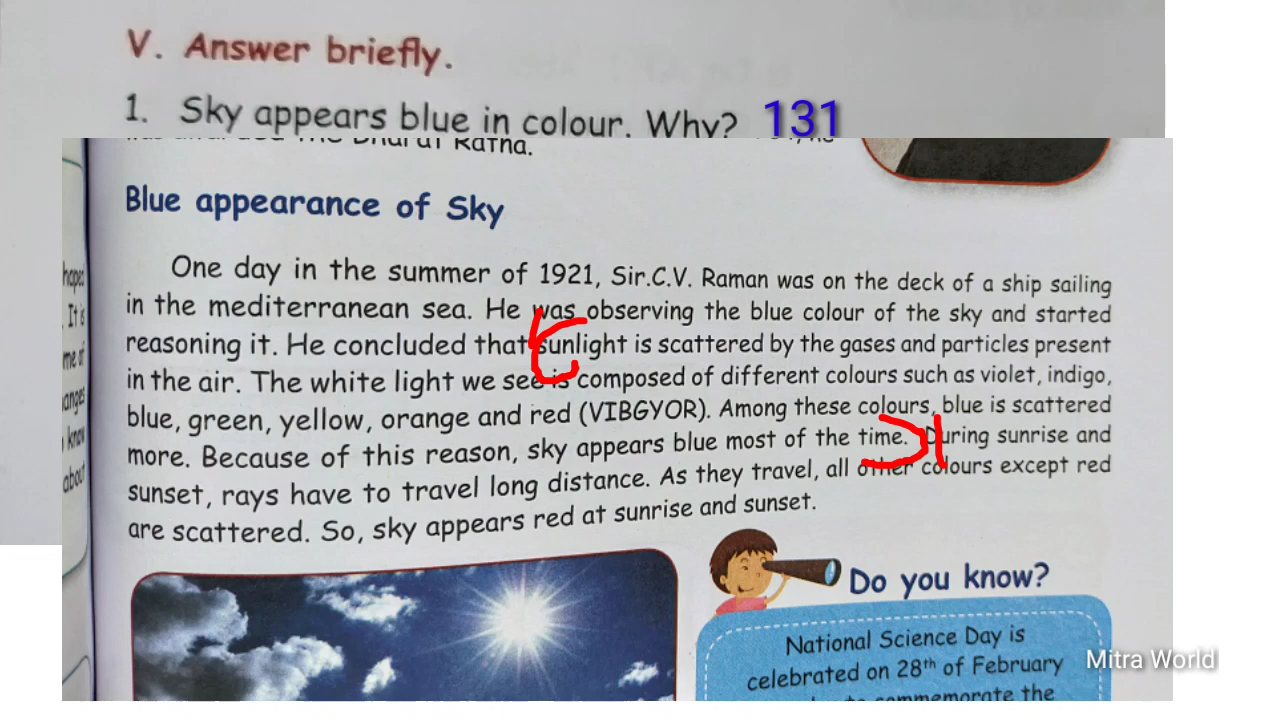 V. Answer briefly.
1. Sky appears blue in colour. Why? 131
Ratna.
Blue appearance of Sky
One day in the summer of 1921, Sir.C.V. Raman was on the deck of a ship sailing
in the mediterranean sea. He was observing the blue colour of the sky and started
reasoning it. He concluded that sunlight is scattered by the gases and particles present
in the air. The white light we see is composed of different colours such as violet, indigo,
blue, green, yellow, orange and red (VIBGYOR). Among these colours, blue is scattered
more. Because of this reason, sky appears blue most of the time. During sunrise and
sunset, rays have to travel long distance. As they travel, all other colours except red
are scattered. So, sky appears red at sunrise and sunset.
Do you know?
National Science Day is
celebrated on 28th of February
commemorate the
Mitra World
It is
know
about